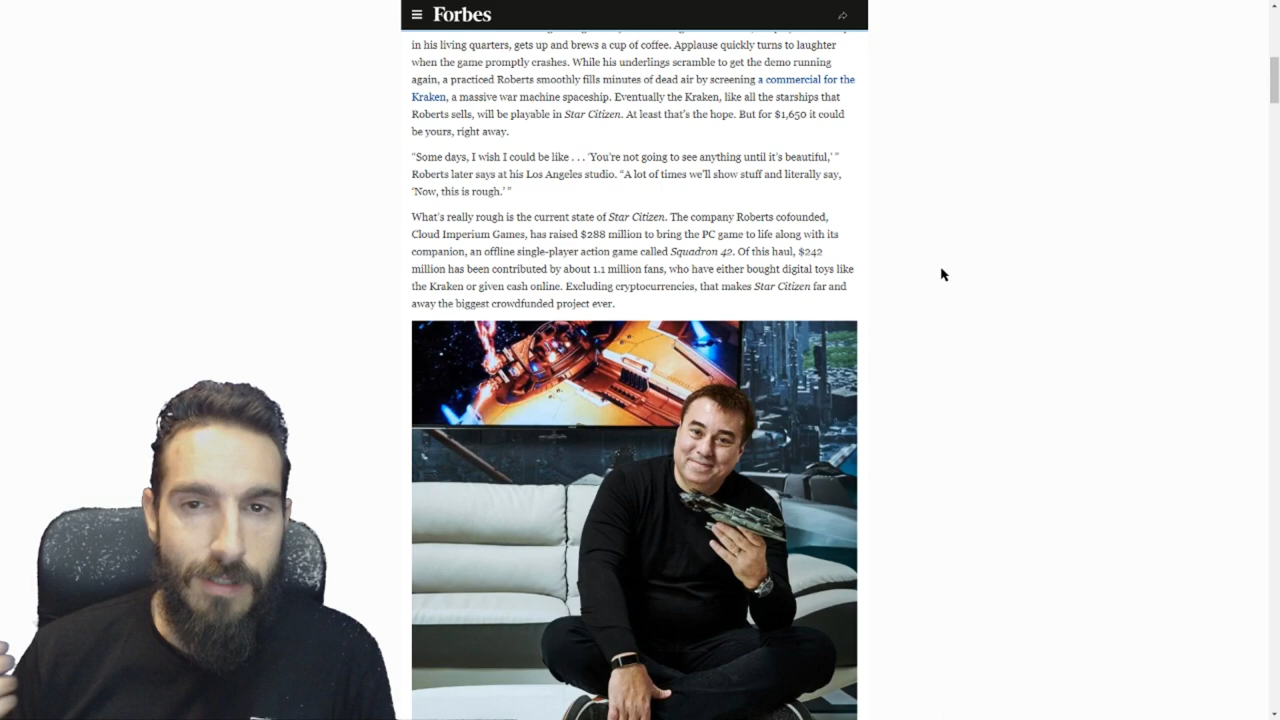 Forbes
in his living quarters, gets up and brews a cup of coffee. Applause quickly turns to laughter
when the game promptly crashes. While his underlings scramble to get the demo running
again, a practiced Roberts smoothly fills minutes of dead air by screening a commercial for the
Kraken, a massive war machine spaceship. Eventually the Kraken, like all the starships that
Roberts sells, will be playable in Star Citizen. At least that's the hope. But for $1,650 it could
be yours, right away.
“Some days, I wish I could be like . . . ‘You're not going to see anything until it's beautiful,’ ”
Roberts later says at his Los Angeles studio. “A lot of times we'll show stuff and literally say,
‘Now, this is rough.’ ”
What's really rough is the current state of Star Citizen. The company Roberts cofounded,
Cloud Imperium Games, has raised $288 million to bring the PC game to life along with its
companion, an offline single-player action game called Squadron 42. Of this haul, $242
million has been contributed by about 1.1 million fans, who have either bought digital toys like
the Kraken or given cash online. Excluding cryptocurrencies, that makes Star Citizen far and
away the biggest crowdfunded project ever.